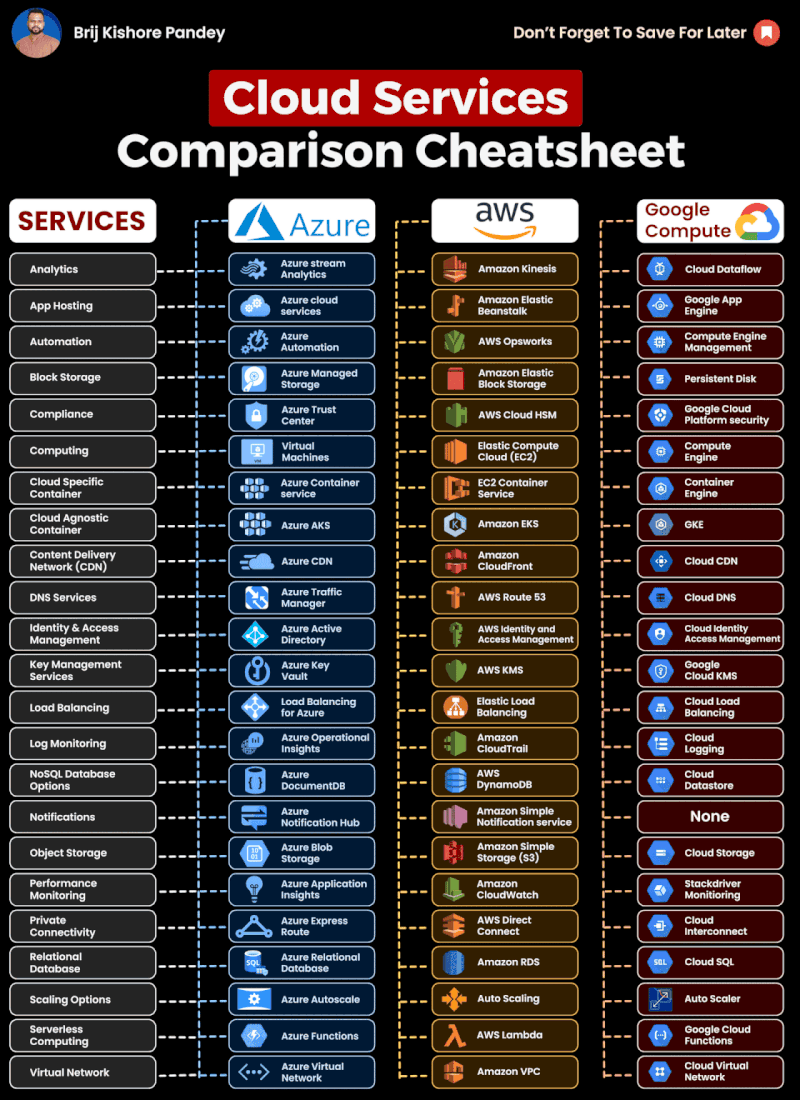 Brij Kishore Pandey
Don't Forget To Save For Later
Cloud Services
Comparison Cheatsheet
SERVICES
Azure
aws
Google
Compute
Analytics
Azure stream
Analytics
Amazon Kinesis
Cloud Dataflow
App Hosting
Azure cloud
services
Amazon Elastic
Beanstalk
Google App
Engine
Automation
Azure
Automation
AWS Opsworks
Compute Engine
Management
Block Storage
Azure Managed
Storage
Amazon Elastic
Block Storage
Persistent Disk
Compliance
Azure Trust
Center
AWS Cloud HSM
Google Cloud
Platform security
Computing
Virtual
Machines
Elastic Compute
Cloud (EC2)
Compute
Engine
Cloud Specific
Container
Azure Container
service
EC2 Container
Service
Container
Engine
Cloud Agnostic
Container
Azure AKS
Amazon EKS
GKE
Content Delivery
Network (CDN)
Azure CDN
Amazon
CloudFront
Cloud CDN
DNS Services
Azure Traffic
Manager
AWS Route 53
Cloud DNS
Identity & Access
Management
Azure Active
Directory
AWS Identity and
Access Management
Cloud Identity
Access Management
Key Management
Services
Azure Key
Vault
AWS KMS
Google
Cloud KMS
Load Balancing
Load Balancing
for Azure
Elastic Load
Balancing
Cloud Load
Balancing
Log Monitoring
Azure Operational
Insights
Amazon
CloudTrail
Cloud
Logging
NoSQL Database
Options
Azure
DocumentDB
AWS
DynamoDB
Cloud
Datastore
Notifications
Azure
Notification Hub
Amazon Simple
Notification service
None
Object Storage
Azure Blob
Storage
Amazon Simple
Storage (S3)
Cloud Storage
Performance
Monitoring
Azure Application
Insights
Amazon
CloudWatch
Stackdriver
Monitioring
Private
Connectivity
Azure Express
Route
AWS Direct
Connect
Cloud
Interconnect
Relational
Database
SQL
Azure Relational
Database
Amazon RDS
SQL
Cloud SQL
Scaling Options
Azure Autoscale
Auto Scaling
Auto Scaler
Serverless
Computing
Azure Functions
AWS Lambda
Google Cloud
Functions
Virtual Network
Azure Virtual
Network
Amazon VPC
Cloud Virtual
Network